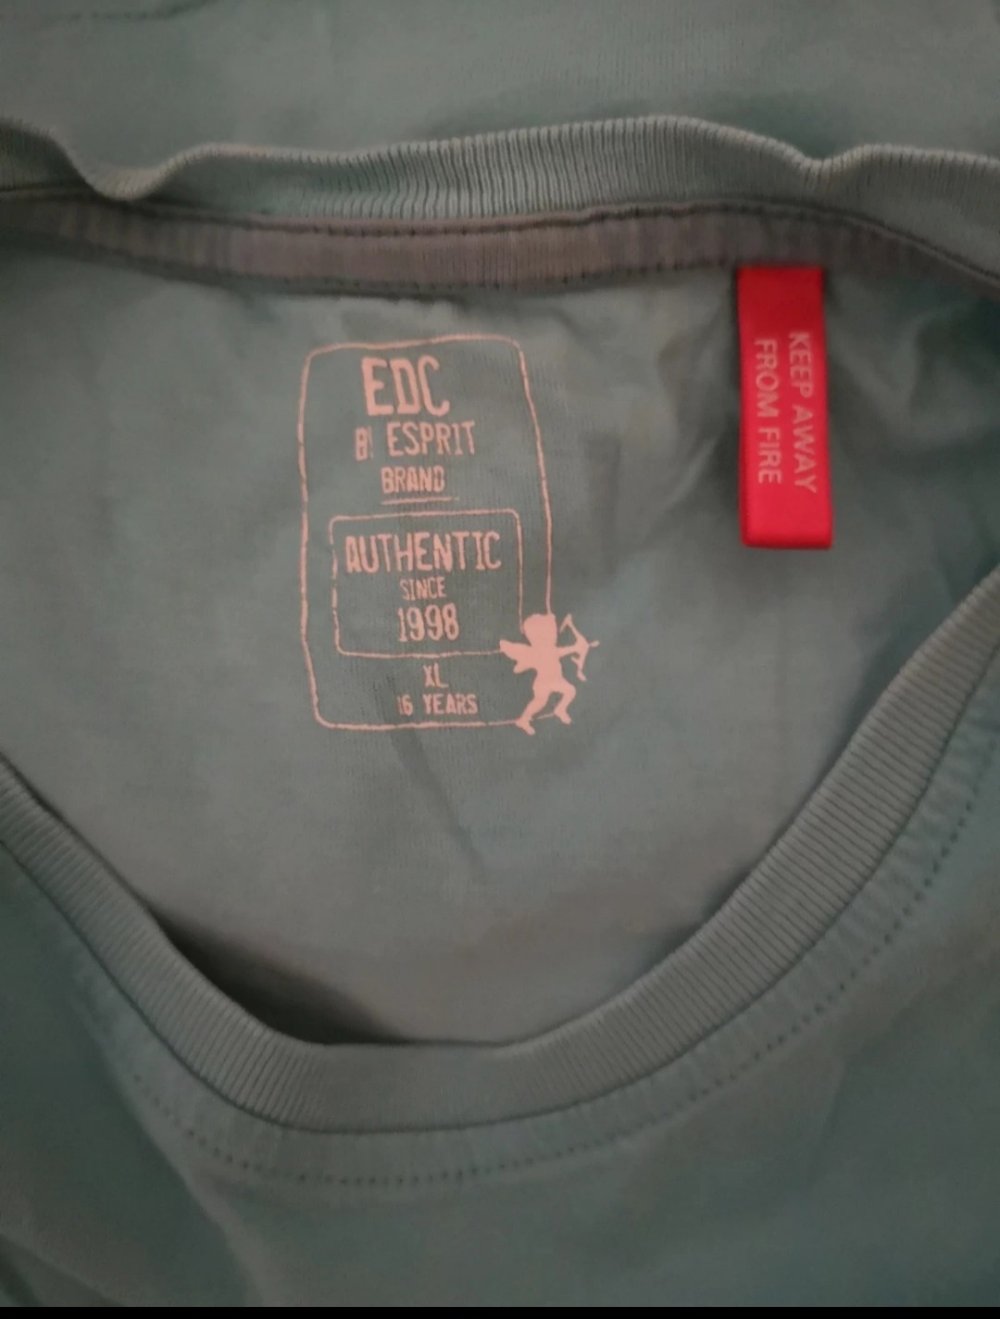 EDC
BY ESPRIT
BRAND
AUTHENTIC
SINCE
1998
XL
16 YEARS
KEEP AWAY
FROM FIRE